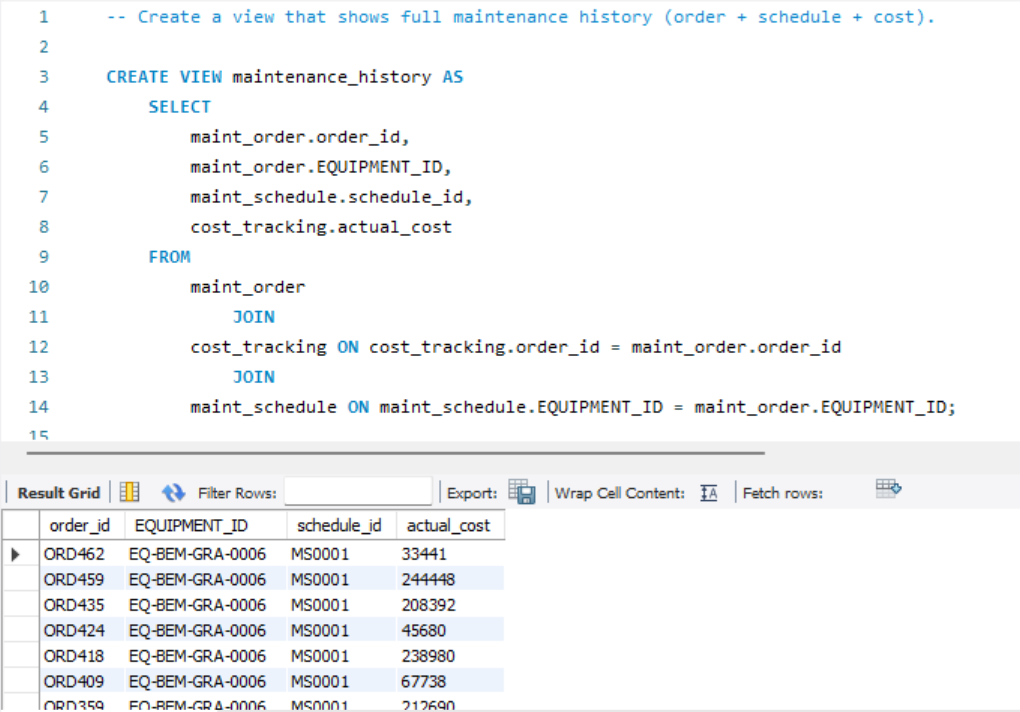 1 -- Create a view that shows full maintenance history (order + schedule + cost).
2
3 CREATE VIEW maintenance_history AS
4 SELECT
5 maint_order.order_id,
6 maint_order.EQUIPMENT_ID,
7 maint_schedule.schedule_id,
8 cost_tracking.actual_cost
9 FROM
10 maint_order
11 JOIN
12 cost_tracking ON cost_tracking.order_id = maint_order.order_id
13 JOIN
14 maint_schedule ON maint_schedule.EQUIPMENT_ID = maint_order.EQUIPMENT_ID;
15
Result Grid Filter Rows: Export: Wrap Cell Content: IA Fetch rows:
order_id EQUIPMENT_ID schedule_id actual_cost
ORD462 EQ-BEM-GRA-0006 MS0001 33441
ORD459 EQ-BEM-GRA-0006 MS0001 244448
ORD435 EQ-BEM-GRA-0006 MS0001 208392
ORD424 EQ-BEM-GRA-0006 MS0001 45680
ORD418 EQ-BEM-GRA-0006 MS0001 238980
ORD409 EQ-BEM-GRA-0006 MS0001 67738
ORD359 EQ-BEM-GRA-0006 MS0001 212690